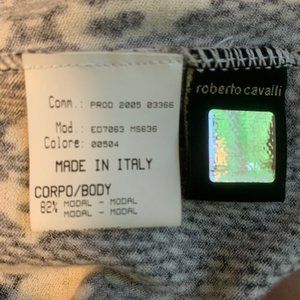 Comm.: PROD 2005 03366
Mod.: ED7063 MS636
Colore: 00504
MADE IN ITALY
CORPO/BODY
82% MODAL - MODAL
MODAL - MODAL
roberto cavalli